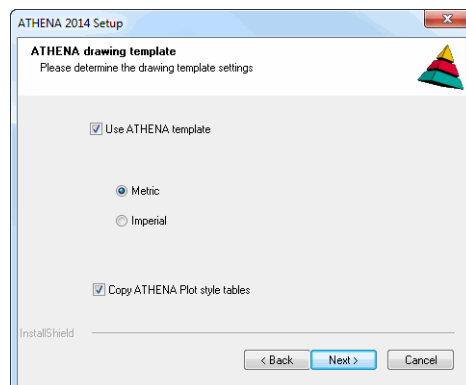 ATHENA 2014 Setup
ATHENA drawing template
Please determine the drawing template settings
Use ATHENA template
Metric
Imperial
Copy ATHENA Plot style tables
InstallShield
< Back Next > Cancel